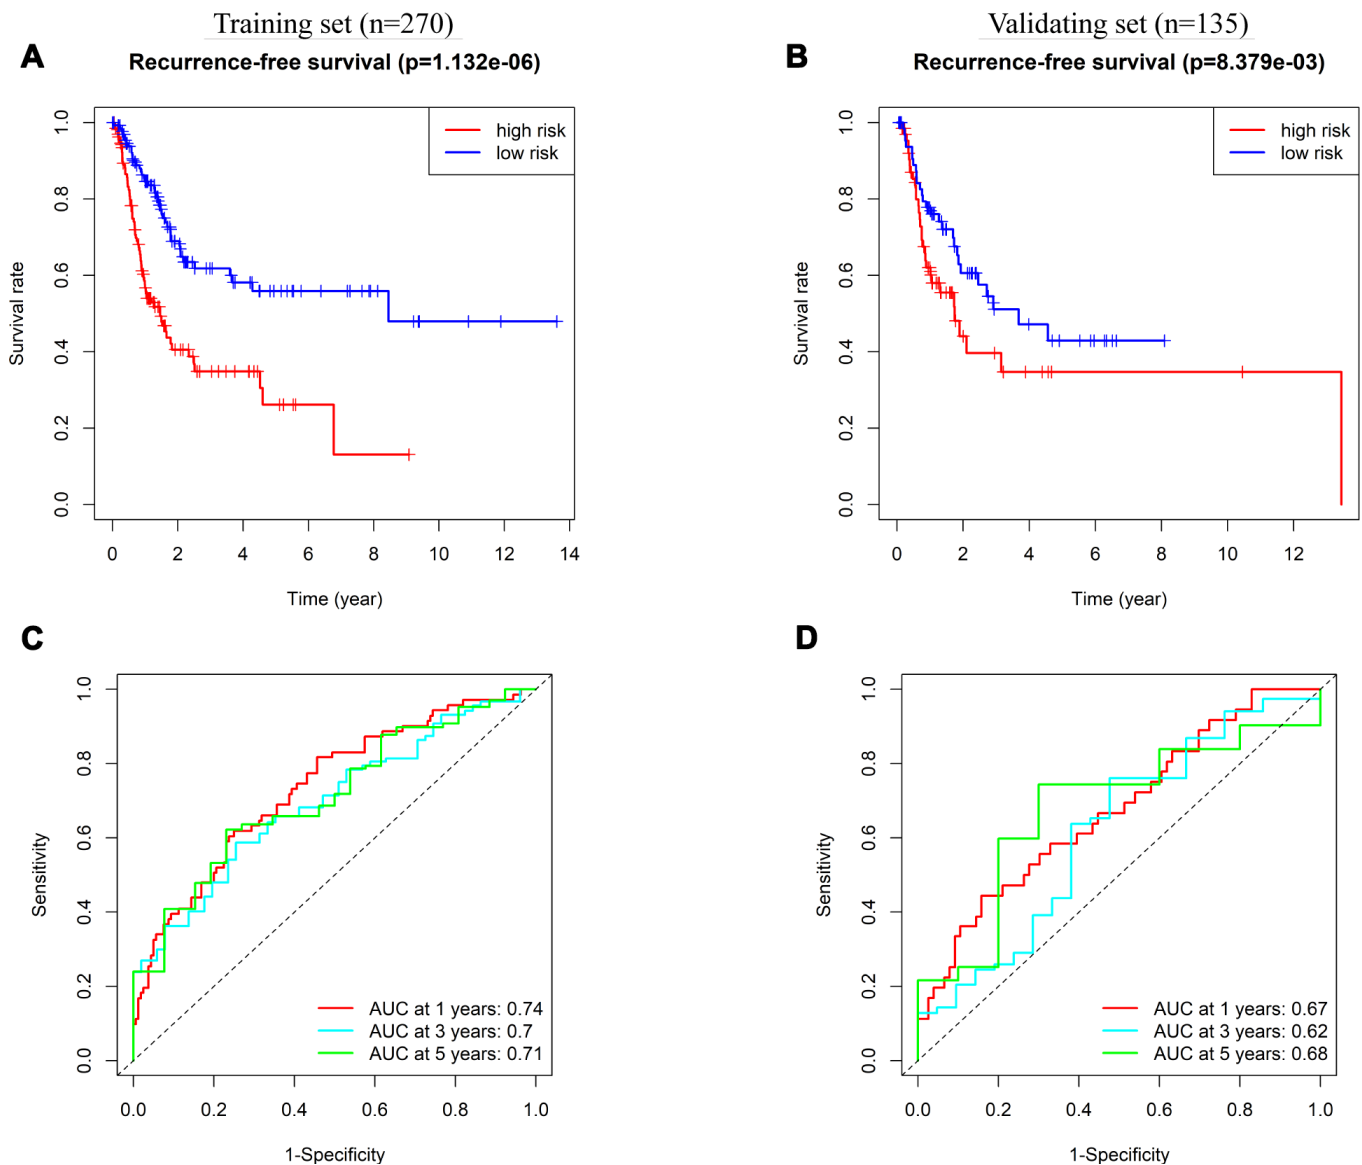 Training set (n=270)
Validating set (n=135)
A
Recurrence-free survival (p=1.132e-06)
1.0
0.8
0.6
0.4
0.2
0.0
Survival rate
high risk
low risk
0 2 4 6 8 10 12 14
Time (year)
B
Recurrence-free survival (p=8.379e-03)
1.0
0.8
0.6
0.4
0.2
0.0
Survival rate
high risk
low risk
0 2 4 6 8 10 12
Time (year)
C
1.0
0.8
0.6
0.4
0.2
0.0
Sensitivity
AUC at 1 years: 0.74
AUC at 3 years: 0.7
AUC at 5 years: 0.71
0.0 0.2 0.4 0.6 0.8 1.0
1-Specificity
D
1.0
0.8
0.6
0.4
0.2
0.0
Sensitivity
AUC at 1 years: 0.67
AUC at 3 years: 0.62
AUC at 5 years: 0.68
0.0 0.2 0.4 0.6 0.8 1.0
1-Specificity